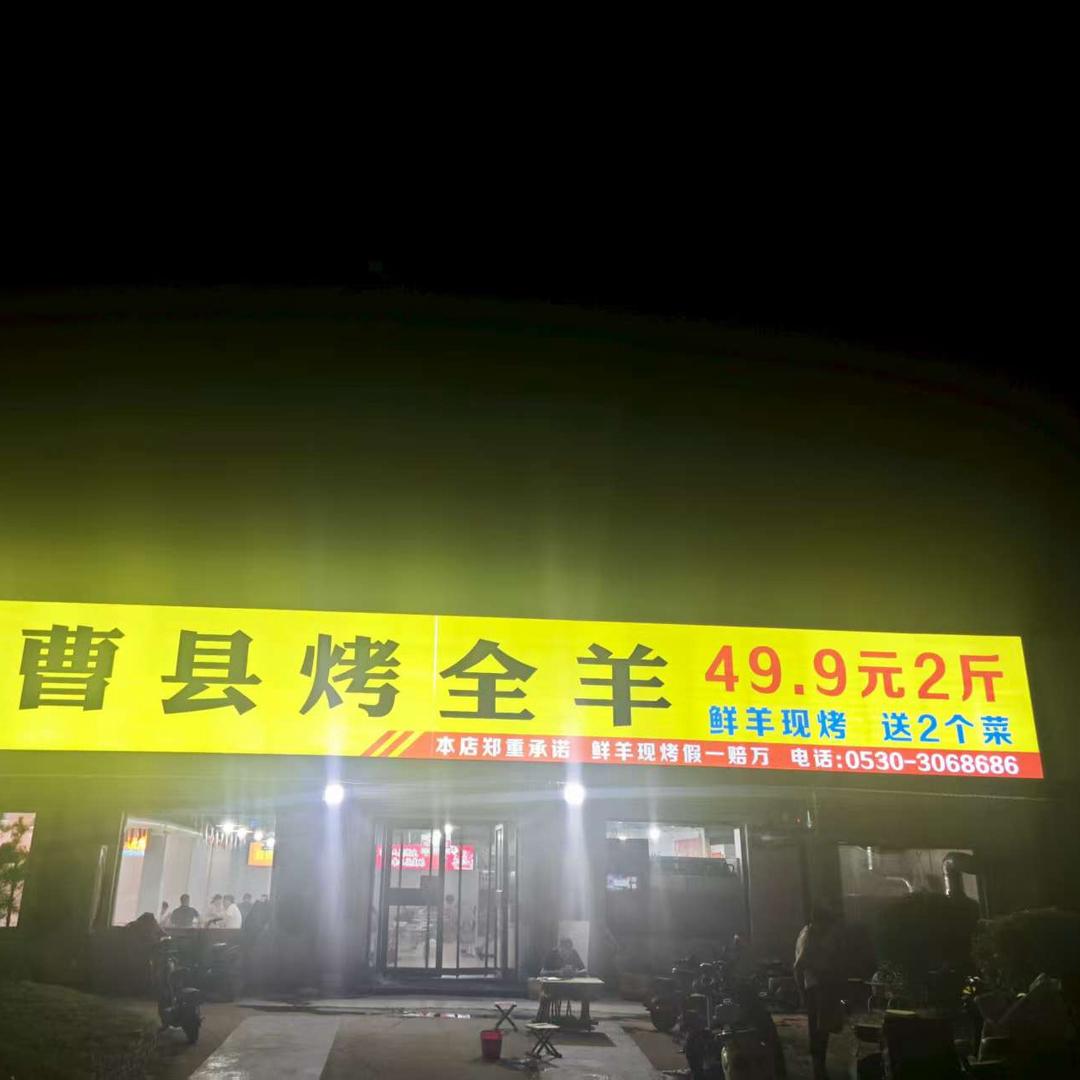 曹县烤全羊
49.9元2斤
鲜羊现烤 送2个菜
本店郑重承诺 鲜羊现烤假一赔万 电话:0530-3068686